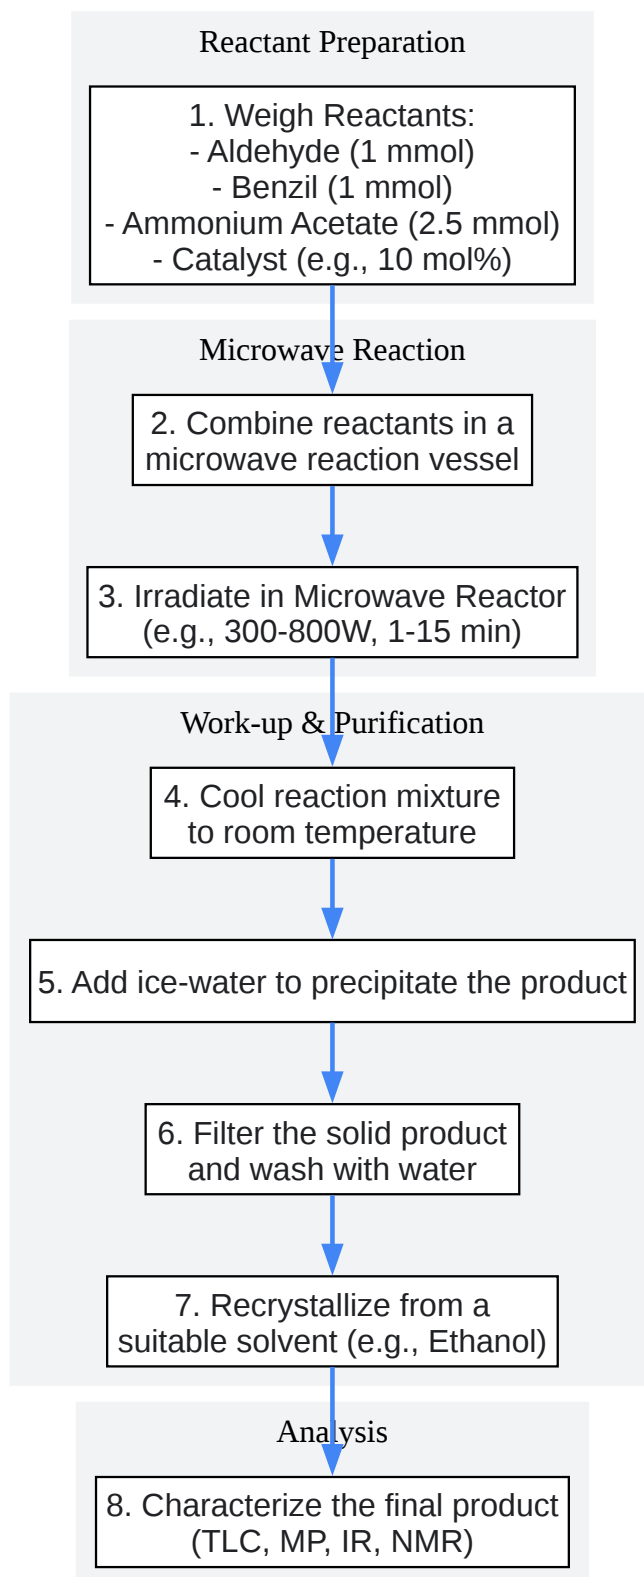 Reactant Preparation
1. Weigh Reactants:
- Aldehyde (1 mmol)
- Benzil (1 mmol)
- Ammonium Acetate (2.5 mmol)
- Catalyst (e.g., 10 mol%)
Microwave Reaction
2. Combine reactants in a
microwave reaction vessel
3. Irradiate in Microwave Reactor
(e.g., 300-800W, 1-15 min)
Work-up & Purification
4. Cool reaction mixture
to room temperature
5. Add ice-water to precipitate the product
6. Filter the solid product
and wash with water
7. Recrystallize from a
suitable solvent (e.g., Ethanol)
Analysis
8. Characterize the final product
(TLC, MP, IR, NMR)